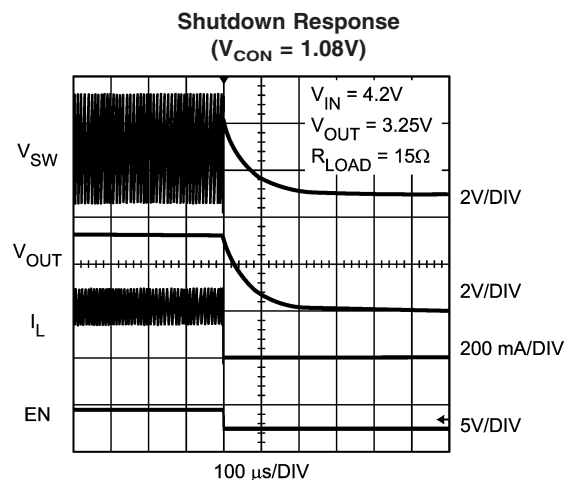 Shutdown Response
(VCON = 1.08V)
VIN = 4.2V
VOUT = 3.25V
RLOAD = 15Ω
VSW
2V/DIV
VOUT
2V/DIV
IL
200 mA/DIV
EN
5V/DIV
100 μs/DIV